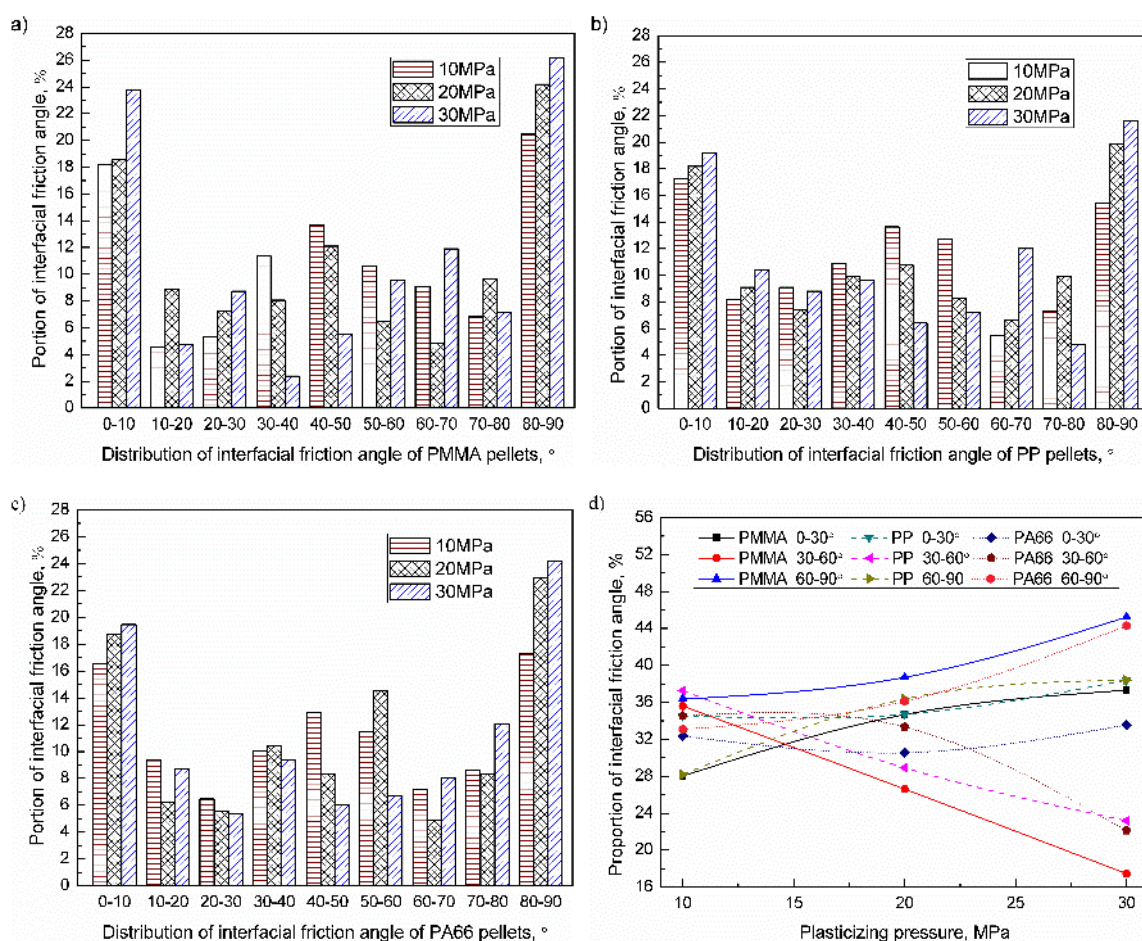 a)
Portion of interfacial friction angle, %
28
26
24
22
20
18
16
14
12
10
8
6
4
2
0
10MPa
20MPa
30MPa
0-10 10-20 20-30 30-40 40-50 50-60 60-70 70-80 80-90
Distribution of interfacial friction angle of PMMA pellets, °
b)
Portion of interfacial friction angle, %
28
26
24
22
20
18
16
14
12
10
8
6
4
2
0
10MPa
20MPa
30MPa
0-10 10-20 20-30 30-40 40-50 50-60 60-70 70-80 80-90
Distribution of interfacial friction angle of PP pellets, °
c)
Portion of interfacial friction angle, %
28
26
24
22
20
18
16
14
12
10
8
6
4
2
0
10MPa
20MPa
30MPa
0-10 10-20 20-30 30-40 40-50 50-60 60-70 70-80 80-90
Distribution of interfacial friction angle of PA66 pellets, °
d)
Proportion of interfacial friction angle, %
56
52
48
44
40
36
32
28
24
20
16
PMMA 0-30° PP 0-30° PA66 0-30°
PMMA 30-60° PP 30-60° PA66 30-60°
PMMA 60-90° PP 60-90 PA66 60-90°
10 15 20 25 30
Plasticizing pressure, MPa